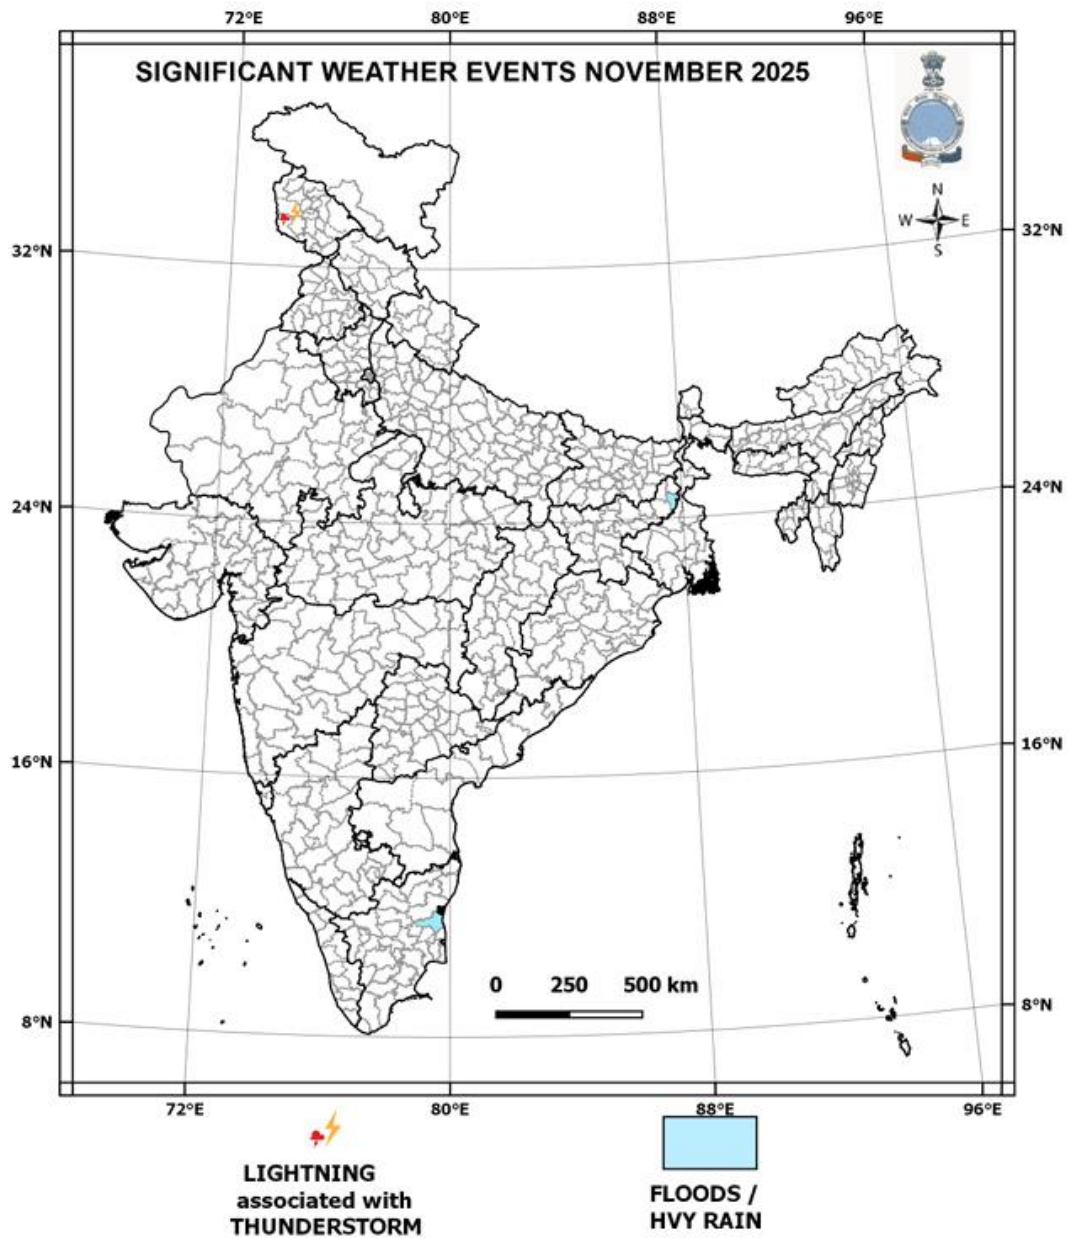 72°E 80°E 88°E 96°E
SIGNIFICANT WEATHER EVENTS NOVEMBER 2025
N
W E
S
32°N 32°N
24°N 24°N
16°N 16°N
0 250 500 km
8°N 8°N
72°E 80°E 88°E 96°E
LIGHTNING
associated with
THUNDERSTORM
FLOODS /
HVY RAIN